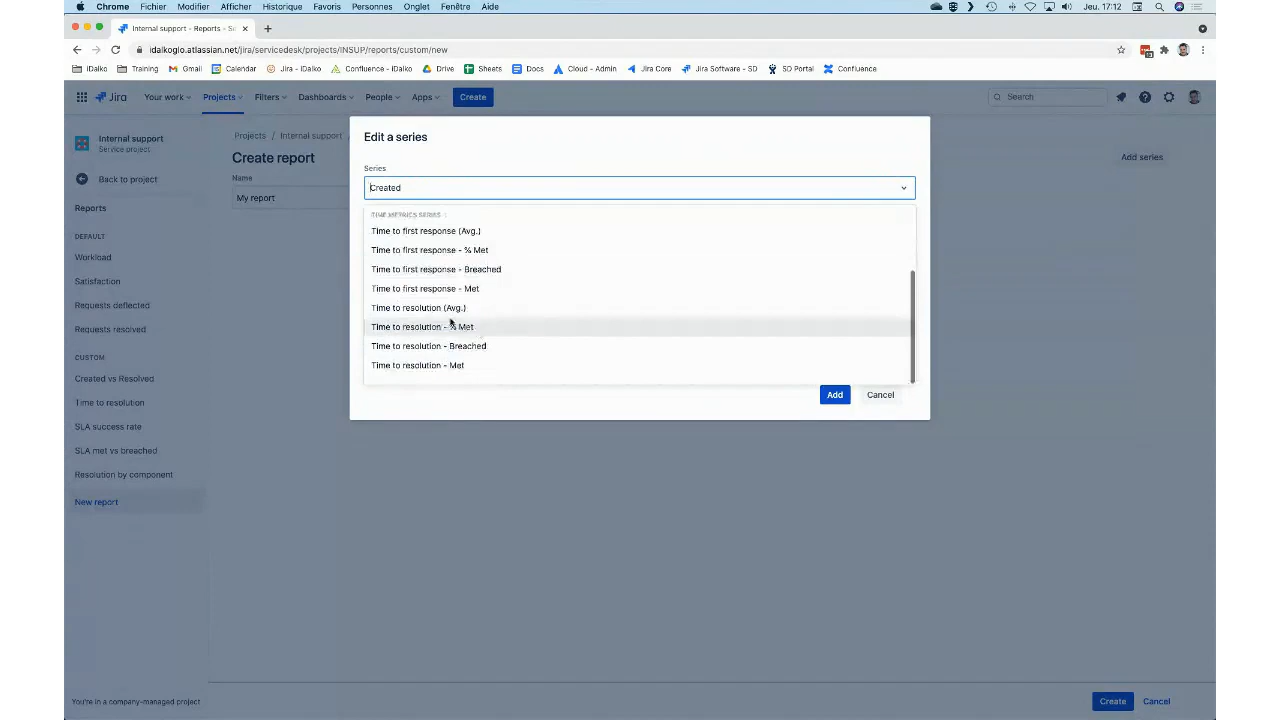 Chrome Fichier Modifier Afficher Historique Favoris Personnes Onglet Fenêtre Aide Jeu. 17:12
Internal support - Reports - Se
idalkoglo.atlassian.net/jira/servicedesk/projects/INSUP/reports/custom/new
iDalko Training Gmail Calendar Jira - iDalko Confluence - iDalko Drive Sheets Docs Cloud - Admin Jira Core Jira Software - SD SD Portal Confluence
Jira Your work Projects Filters Dashboards People Apps Create Search
Internal support
Service project
Back to project
Reports
DEFAULT
Workload
Satisfaction
Requests deflected
Requests resolved
CUSTOM
Created vs Resolved
Time to resolution
SLA success rate
SLA met vs breached
Resolution by component
New report
You're in a company-managed project
Projects / Internal support /
Create report
Add series
Name
My report
Edit a series
Series
Created
TIME METRICS SERIES
Time to first response (Avg.)
Time to first response - % Met
Time to first response - Breached
Time to first response - Met
Time to resolution (Avg.)
Time to resolution - % Met
Time to resolution - Breached
Time to resolution - Met
Add Cancel
Create Cancel